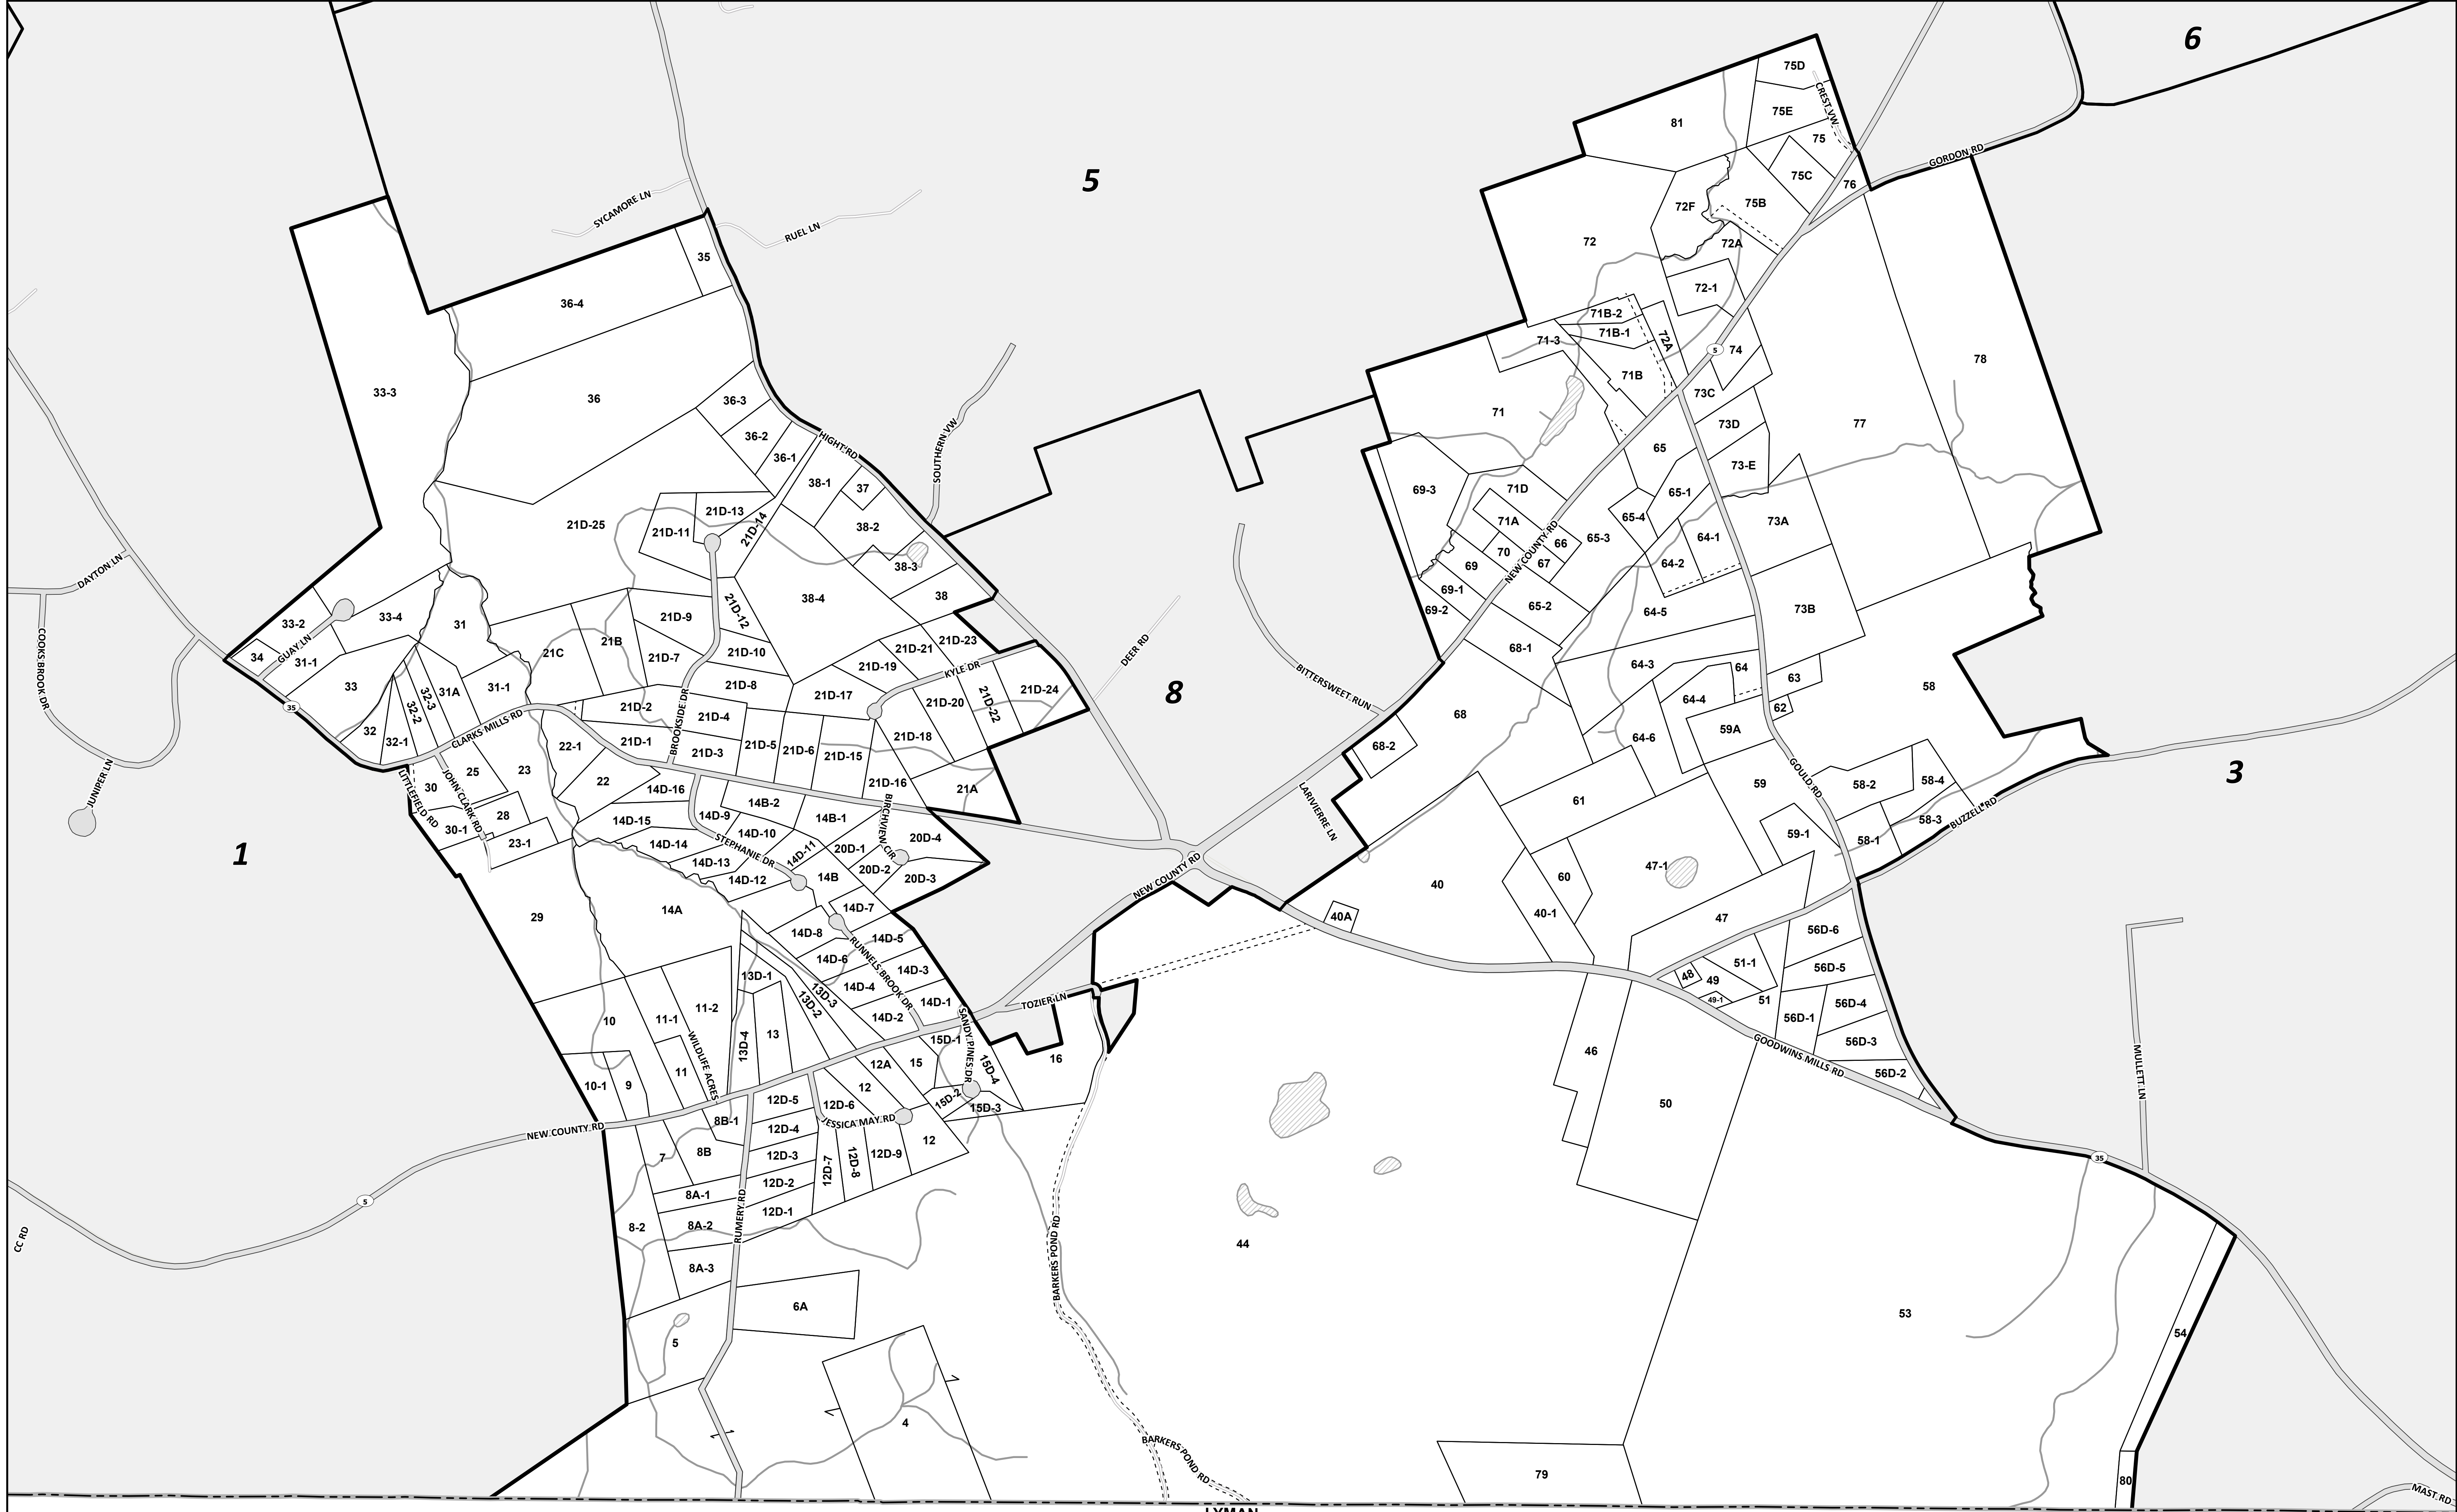 6
75D
CREST VW
75E
81
75
GORDON RD
75C
76
5
SYCAMORE LN
RUEL LN
72F
75B
72
72A
35
36-4
72-1
71B-2
71B-1
72A
71-3
5
74
78
33-3
36
36-3
71B
73C
71
73D
77
36-2
HIGHT RD
SOUTHERN VW
65
36-1
73-E
38-1
37
69-3
71D
65-1
21D-13
21D-25
21D-14
38-2
71A
65-4
73A
21D-11
NEW COUNTY RD
66
65-3
64-1
70
67
64-2
DAYTON LN
38-3
69
69-1
38-4
38
21D-12
65-2
69-2
64-5
73B
33-4
33-2
31
21D-9
COOKS BROOK DR
GUAY LN
34
31-1
21B
21C
21D-7
21D-10
21D-23
21D-21
21D-19
KYLE DR
DEER RD
68-1
64-3
64
63
33
31A
31-1
32-3
32-2
21D-8
21D-17
21D-20
21D-22
21D-24
8
BITTERSWEET RUN
64-4
58
62
35
21D-2
21D-4
BROOKSIDE DR
68
59A
32
32-1
CLARKS MILLS RD
22-1
21D-1
21D-3
21D-5
21D-6
21D-15
21D-18
68-2
64-6
3
JUNIPER LN
LITTLEFIELD RD
JOHN CLARK RD
25
23
22
21D-16
21A
GOULD RD
59
58-2
58-4
30
14D-16
14B-2
BIRCHVIEW CIR
LARIVIERRE LN
61
BUZZELL RD
28
14D-9
14B-1
58-3
30-1
14D-15
14D-10
20D-4
59-1
58-1
23-1
14D-14
STEPHANIE DR
14D-11
20D-1
1
14D-13
20D-2
NEW COUNTY RD
47-1
14D-12
14B
20D-3
60
40
14A
14D-7
40-1
29
14D-8
14D-5
40A
47
56D-6
14D-6
RUNNELS BROOK DR
14D-3
51-1
56D-5
13D-1
48
49
14D-4
13D-3
13D-2
14D-1
TOZIER LN
49-1
51
56D-4
11-2
11-1
10
14D-2
SANDY PINES DR
56D-1
13
13D-4
15D-1
GOODWINS MILLS RD
56D-3
WILDLIFE ACRES
12A
15
15D-4
16
46
56D-2
MULLETT LN
11
10-1
9
12
15D-2
15D-3
50
12D-5
12D-6
8B-1
JESSICA MAY RD
NEW COUNTY RD
12D-4
12
8B
7
12D-3
12D-7
12D-8
12D-9
35
12D-2
8A-1
5
RUMERY RD
12D-1
8-2
8A-2
CC RD
BARKERS POND RD
44
8A-3
6A
53
5
54
4
BARKERS POND RD
79
80
MAST RD
LYMAN